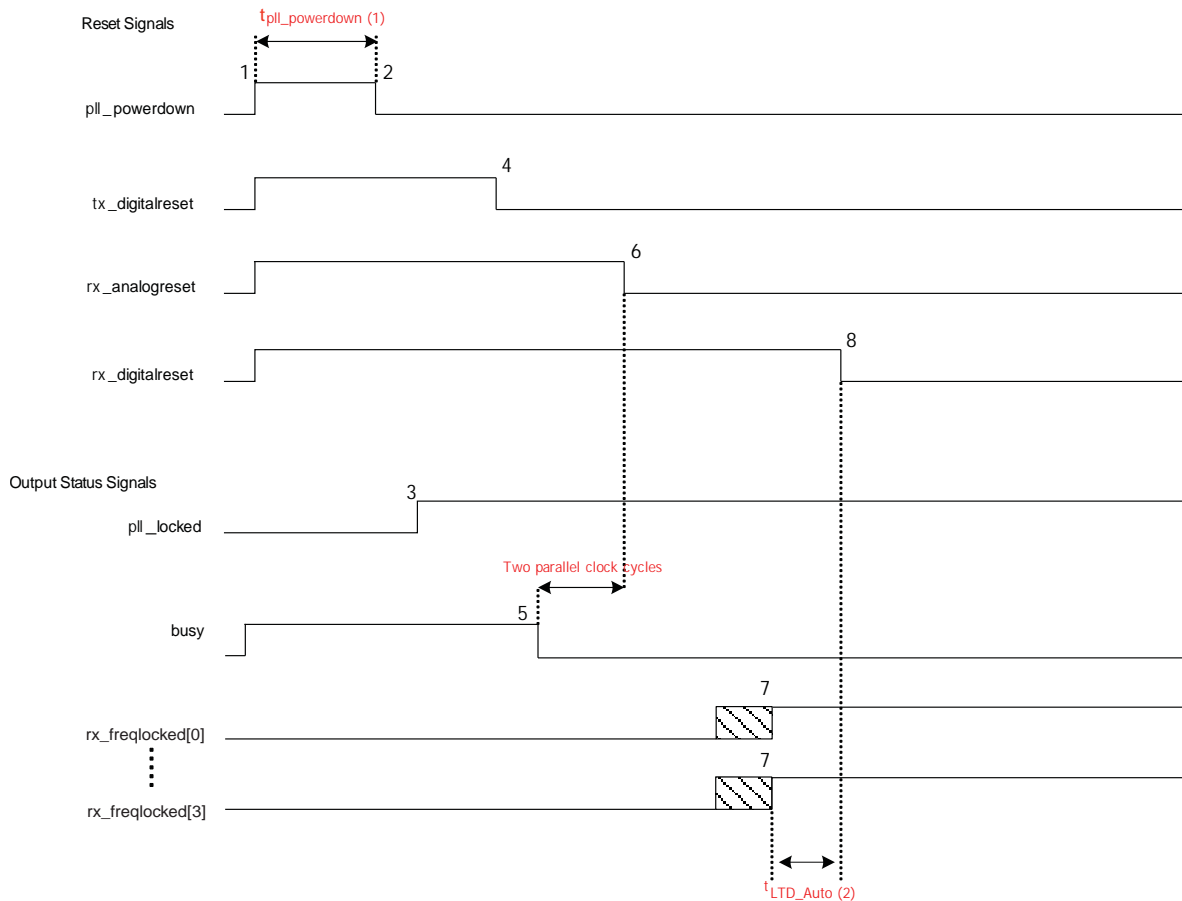 Reset Signals
tpll_powerdown (1)
1
2
pll_powerdown
4
tx_digitalreset
6
rx_analogreset
8
rx_digitalreset
Output Status Signals
3
pll_locked
Two parallel clock cycles
5
busy
7
rx_freqlocked[0]
7
rx_freqlocked[3]
tLTD_Auto (2)